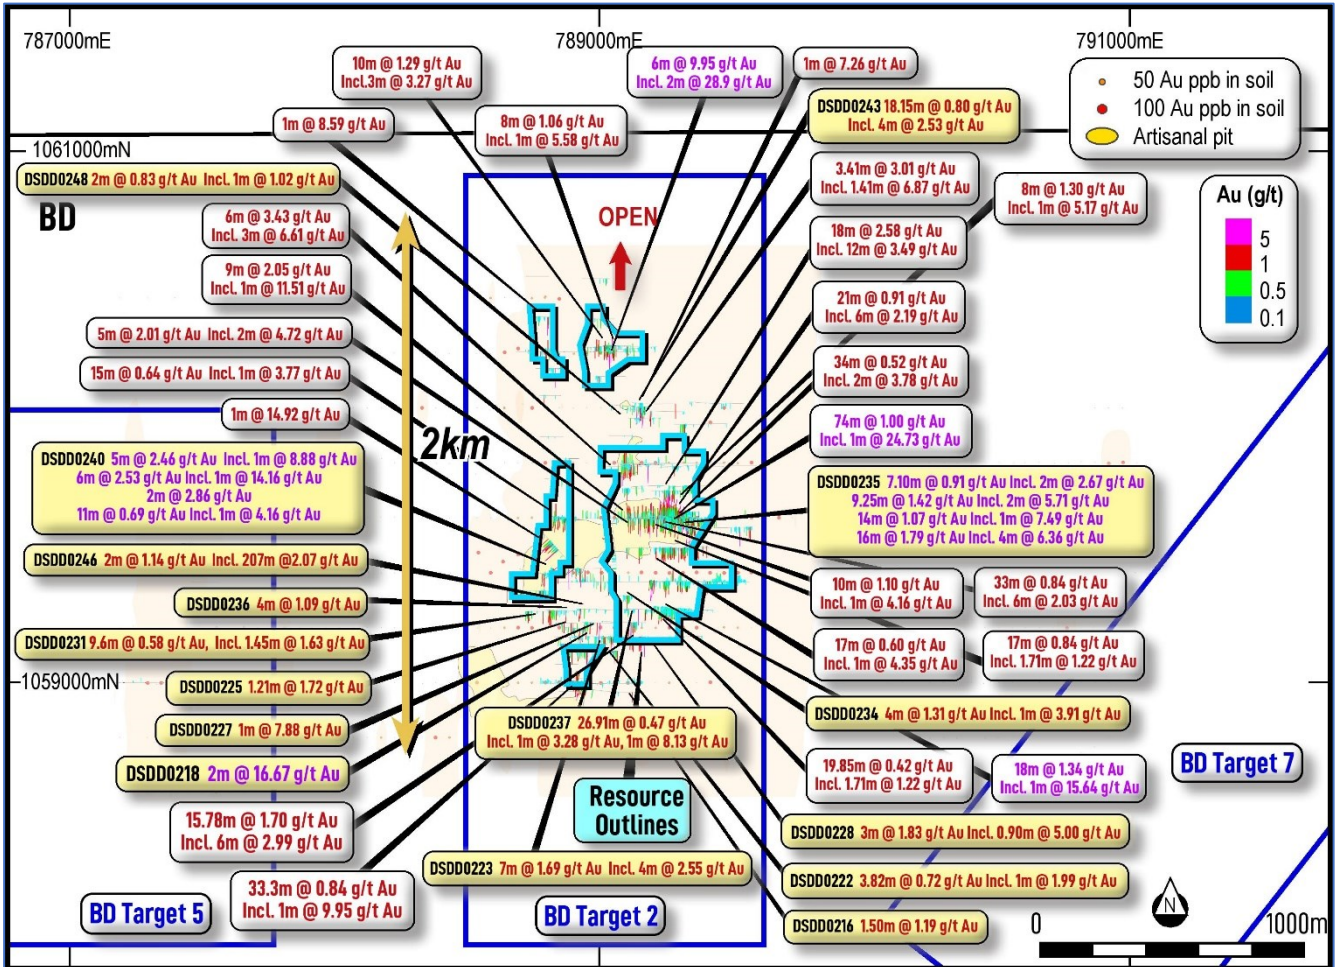 787000mE
789000mE
791000mE
1061000mN
1059000mN
10m @ 1.29 g/t Au
Incl.3m @ 3.27 g/t Au
6m @ 9.95 g/t Au
Incl. 2m @ 28.9 g/t Au
1m @ 7.26 g/t Au
50 Au ppb in soil
100 Au ppb in soil
Artisanal pit
1m @ 8.59 g/t Au
8m @ 1.06 g/t Au
Incl. 1m @ 5.58 g/t Au
DSDD0243 18.15m @ 0.80 g/t Au
Incl. 4m @ 2.53 g/t Au
DSDD0248 2m @ 0.83 g/t Au Incl. 1m @ 1.02 g/t Au
3.41m @ 3.01 g/t Au
Incl. 1.41m @ 6.87 g/t Au
8m @ 1.30 g/t Au
Incl. 1m @ 5.17 g/t Au
Au (g/t)
5
1
0.5
0.1
BD
OPEN
6m @ 3.43 g/t Au
Incl. 3m @ 6.61 g/t Au
18m @ 2.58 g/t Au
Incl. 12m @ 3.49 g/t Au
9m @ 2.05 g/t Au
Incl. 1m @ 11.51 g/t Au
21m @ 0.91 g/t Au
Incl. 6m @ 2.19 g/t Au
5m @ 2.01 g/t Au Incl. 2m @ 4.72 g/t Au
34m @ 0.52 g/t Au
Incl. 2m @ 3.78 g/t Au
15m @ 0.64 g/t Au Incl. 1m @ 3.77 g/t Au
1m @ 14.92 g/t Au
74m @ 1.00 g/t Au
Incl. 1m @ 24.73 g/t Au
2km
DSDD0240 5m @ 2.46 g/t Au Incl. 1m @ 8.88 g/t Au
6m @ 2.53 g/t Au Incl. 1m @ 14.16 g/t Au
2m @ 2.86 g/t Au
11m @ 0.69 g/t Au Incl. 1m @ 4.16 g/t Au
DSDD0235 7.10m @ 0.91 g/t Au Incl. 2m @ 2.67 g/t Au
9.25m @ 1.42 g/t Au Incl. 2m @ 5.71 g/t Au
14m @ 1.07 g/t Au Incl. 1m @ 7.49 g/t Au
16m @ 1.79 g/t Au Incl. 4m @ 6.36 g/t Au
DSDD0246 2m @ 1.14 g/t Au Incl. 207m @2.07 g/t Au
10m @ 1.10 g/t Au
Incl. 1m @ 4.16 g/t Au
33m @ 0.84 g/t Au
Incl. 6m @ 2.03 g/t Au
DSDD0236 4m @ 1.09 g/t Au
DSDD0231 9.6m @ 0.58 g/t Au, Incl. 1.45m @ 1.63 g/t Au
17m @ 0.60 g/t Au
Incl. 1m @ 4.35 g/t Au
17m @ 0.84 g/t Au
Incl. 1.71m @ 1.22 g/t Au
DSDD0225 1.21m @ 1.72 g/t Au
DSDD0227 1m @ 7.88 g/t Au
DSDD0237 26.91m @ 0.47 g/t Au
Incl. 1m @ 3.28 g/t Au, 1m @ 8.13 g/t Au
DSDD0234 4m @ 1.31 g/t Au Incl. 1m @ 3.91 g/t Au
DSDD0218 2m @ 16.67 g/t Au
19.85m @ 0.42 g/t Au
Incl. 1.71m @ 1.22 g/t Au
18m @ 1.34 g/t Au
Incl. 1m @ 15.64 g/t Au
BD Target 7
15.78m @ 1.70 g/t Au
Incl. 6m @ 2.99 g/t Au
Resource
Outlines
DSDD0228 3m @ 1.83 g/t Au Incl. 0.90m @ 5.00 g/t Au
DSDD0223 7m @ 1.69 g/t Au Incl. 4m @ 2.55 g/t Au
DSDD0222 3.82m @ 0.72 g/t Au Incl. 1m @ 1.99 g/t Au
33.3m @ 0.84 g/t Au
Incl. 1m @ 9.95 g/t Au
BD Target 5
BD Target 2
DSDD0216 1.50m @ 1.19 g/t Au
N
0
1000m